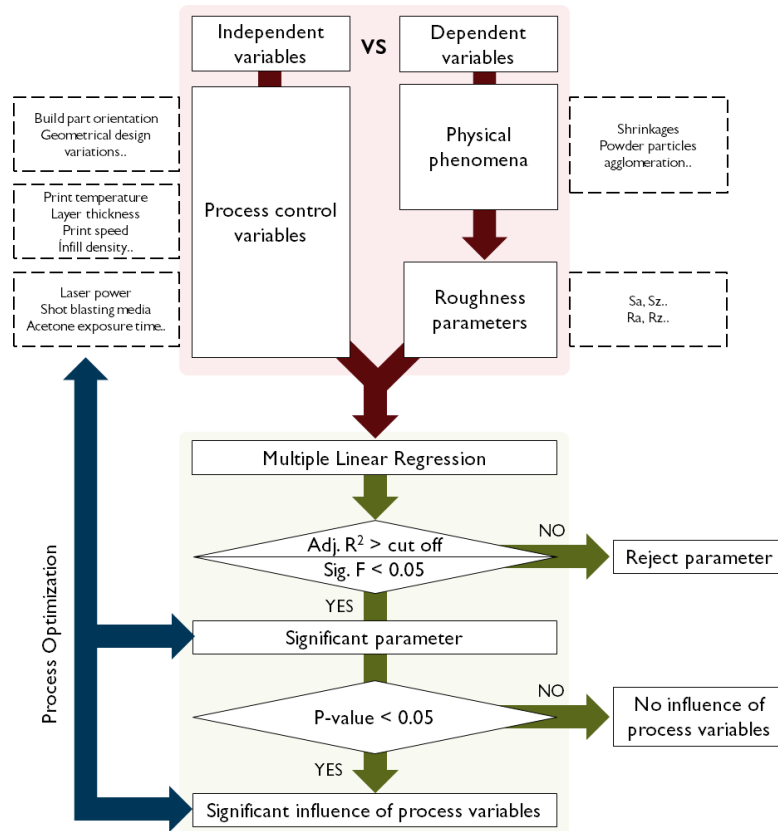 Independent
variables
VS
Dependent
variables
Build part orientation
Geometrical design
variations..
Print temperature
Layer thickness
Print speed
Ínfill density..
Laser power
Shot blasting media
Acetone exposure time..
Process control
variables
Physical
phenomena
Shrinkages
Powder particles
agglomeration..
Roughness
parameters
Sa, Sz..
Ra, Rz..
Multiple Linear Regression
Adj. R² > cut off
Sig. F < 0.05
NO
Reject parameter
YES
Significant parameter
P-value < 0.05
NO
No influence of
process variables
YES
Significant influence of process variables
Process Optimization